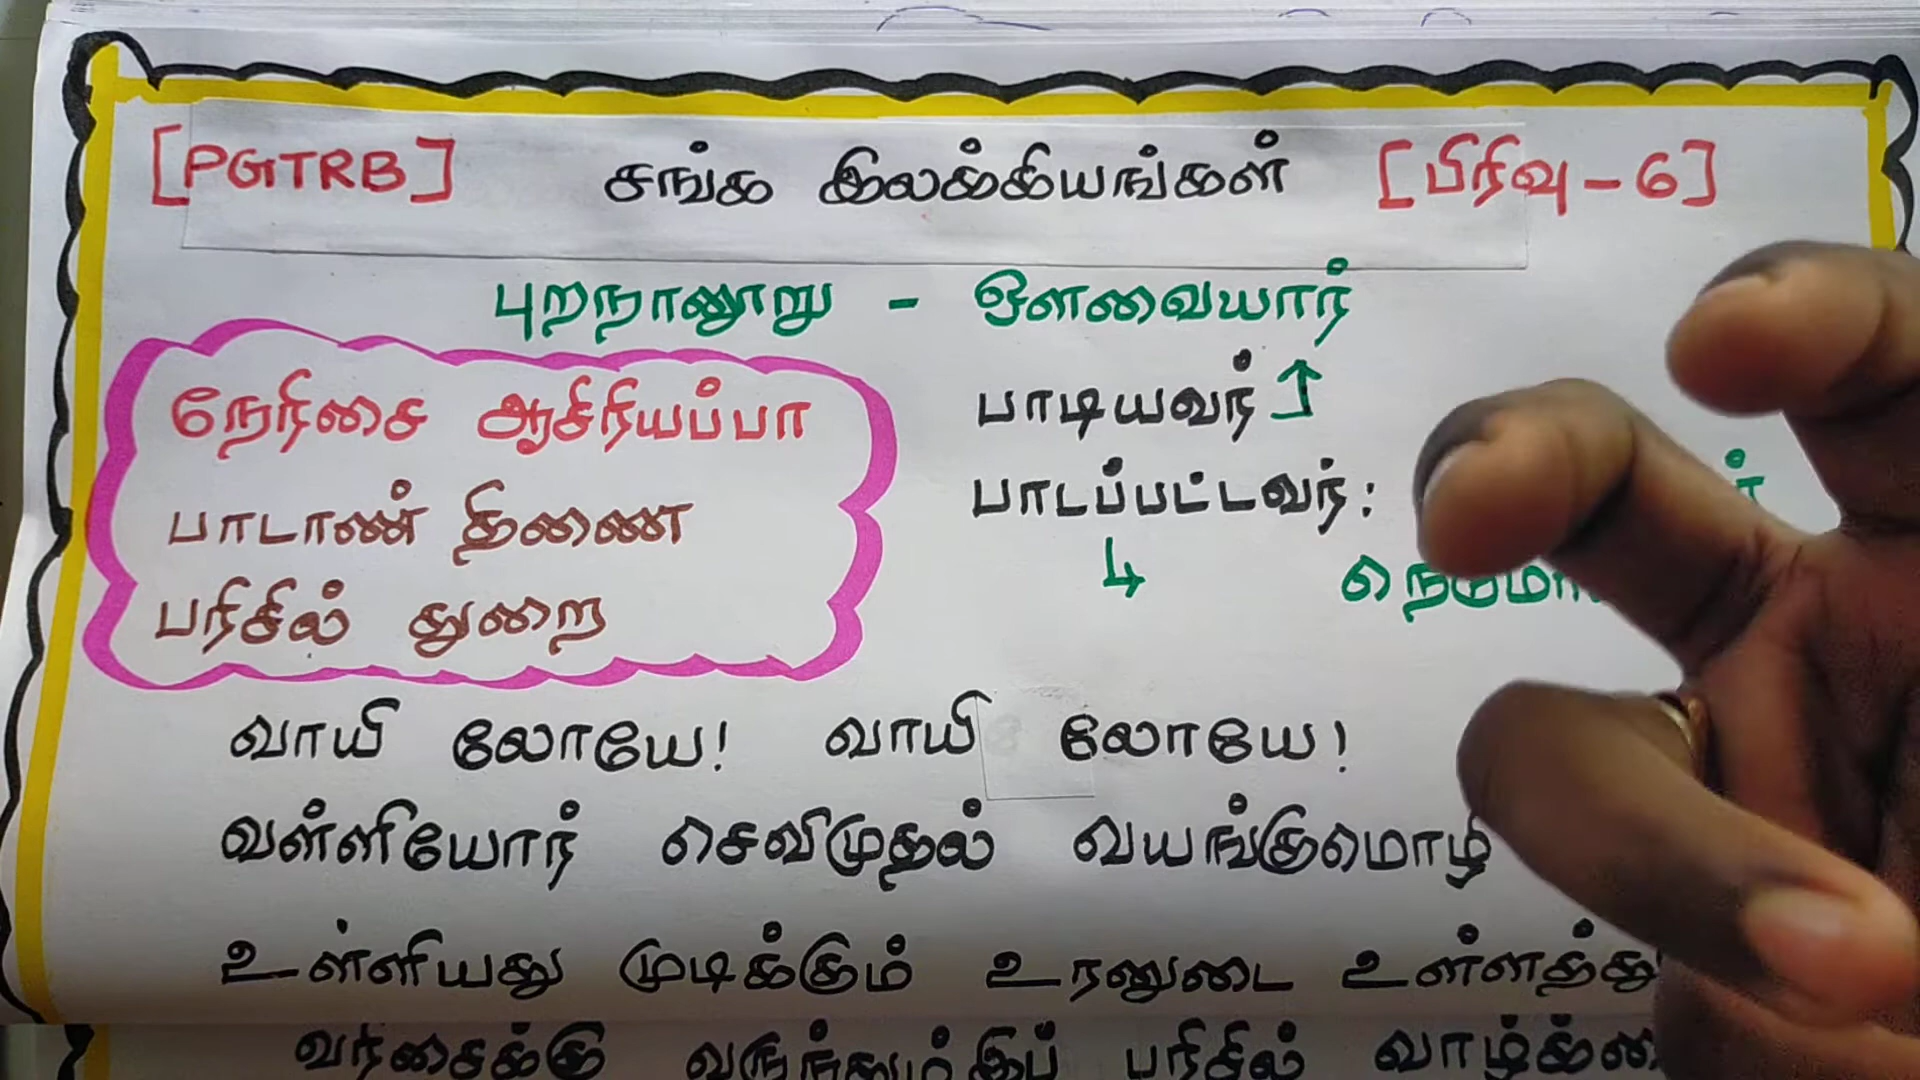 [PGTRB] சங்க இலக்கியங்கள் [பிரிவு - 6]
புறநானூறு - ஔவையார்
நேரிசை ஆசிரியப்பா
பாடாண் திணை
பரிசில் துறை
பாடியவர்
பாடப்பட்டவர் :
வாயி லோயே! வாயி லோயே!
வள்ளியோர் செவிமுதல் வயங்குமொழி
உள்ளியது முடிக்கும் உரனுடை உள்ளத்து
பரிசில்